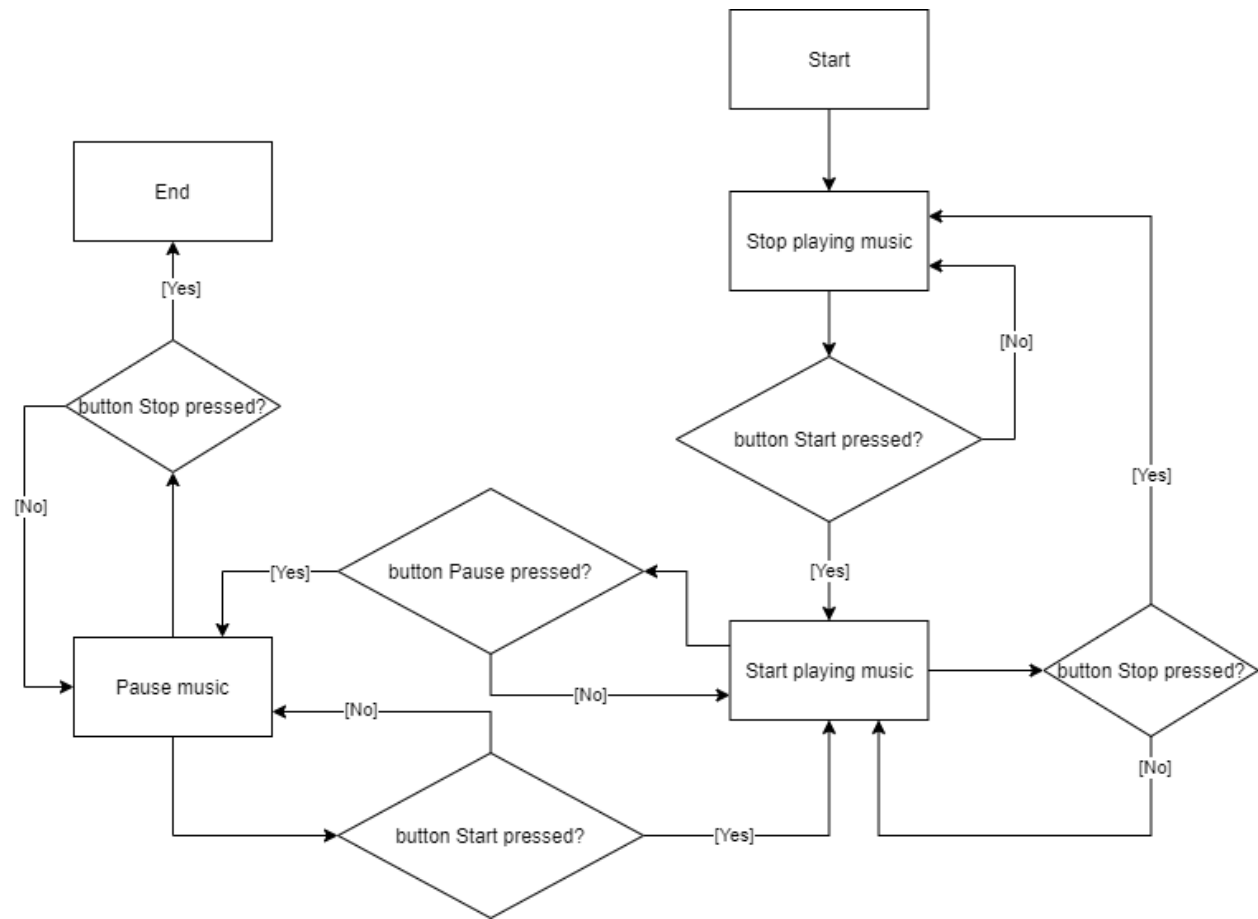 Start
End
Stop playing music
[Yes]
[No]
button Stop pressed?
button Start pressed?
[Yes]
[No]
button Pause pressed?
[Yes]
[Yes]
Start playing music
button Stop pressed?
Pause music
[No]
[No]
[No]
button Start pressed?
[Yes]